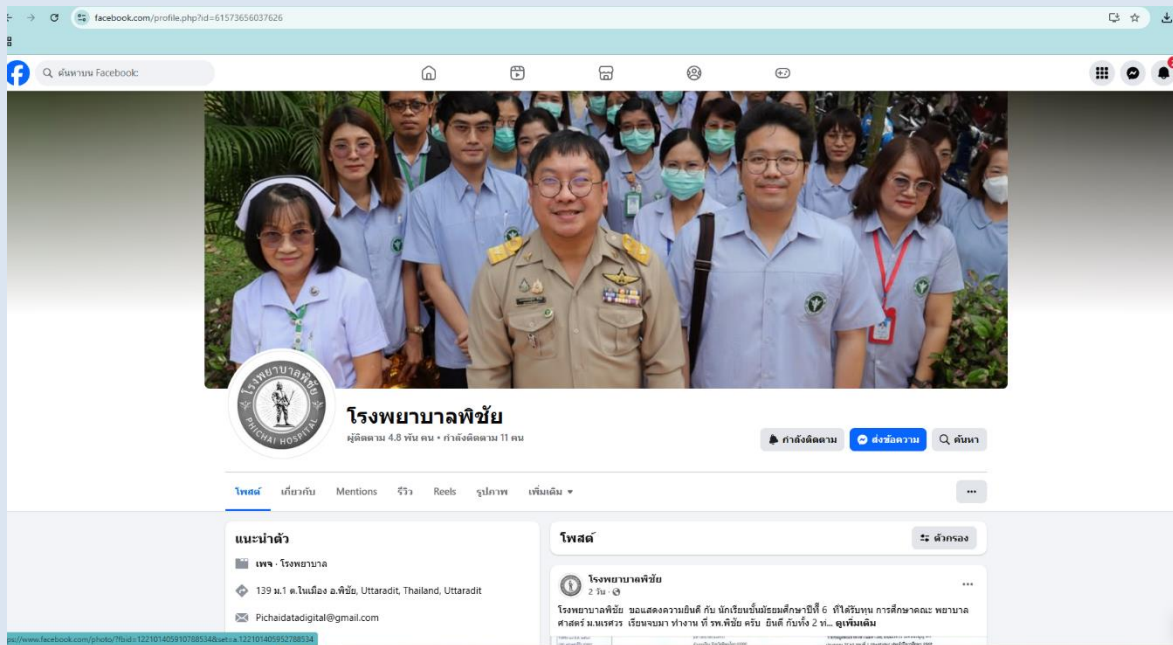 facebook.com/profile.php?id=61573656037626
ค้นหาบน Facebook:
โรงพยาบาลพิชัย
PHICHAI HOSPITAL
โรงพยาบาลพิชัย
ผู้ติดตาม 4.8 พัน คน • กำลังติดตาม 11 คน
กำลังติดตาม
ส่งข้อความ
ค้นหา
โพสต์ เกี่ยวกับ Mentions รีวิว Reels รูปภาพ เพิ่มเติม
แนะนำตัว
เพจ · โรงพยาบาล
139 ม.1 ต.ในเมือง อ.พิชัย, Uttaradit, Thailand, Uttaradit
Pichaidatadigital@gmail.com
โพสต์
ตัวกรอง
โรงพยาบาลพิชัย
2 วัน ·
โรงพยาบาลพิชัย ขอแสดงความยินดี กับ นักเรียนชั้นมัธยมศึกษาปีที่ 6 ที่ได้รับทุน การศึกษาคณะ พยาบาล
ศาสตร์ ม.นเรศวร เรียนจบมา ทำงาน ที่ รพ.พิชัย ครับ ยินดี กับทั้ง 2 ท่... ดูเพิ่มเติม